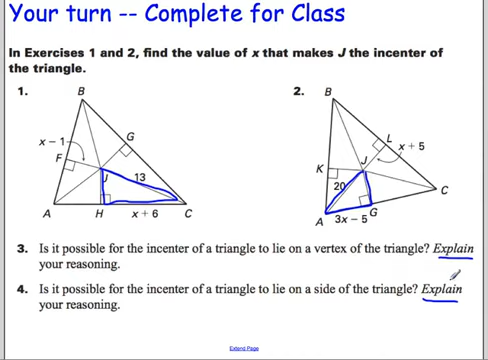 Your turn -- Complete for Class
In Exercises 1 and 2, find the value of x that makes J the incenter of
the triangle.
1.
B
x − 1
F
G
J
13
A
H
x + 6
C
2.
B
L
x + 5
J
K
20
C
A
3x − 5
G
3. Is it possible for the incenter of a triangle to lie on a vertex of the triangle? Explain
your reasoning.
4. Is it possible for the incenter of a triangle to lie on a side of the triangle? Explain
your reasoning.
Extend Page